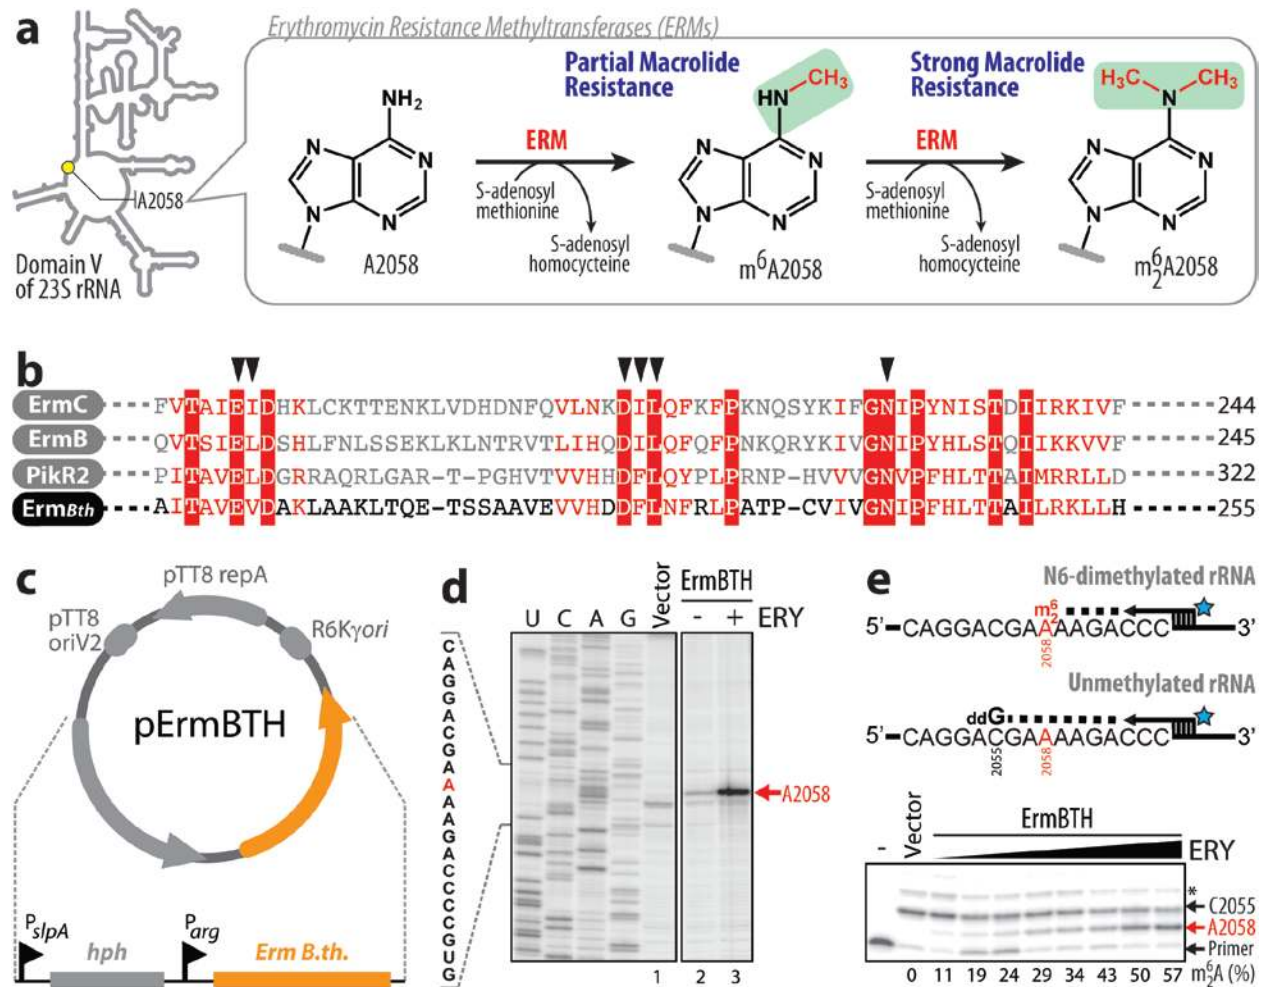 a
Erythromycin Resistance Methyltransferases (ERMs)
Partial Macrolide
Resistance
Strong Macrolide
Resistance
NH2
HN
CH3
H3C
CH3
N
N
N
N
N
N
N
N
N
N
N
N
N
ERM
ERM
S-adenosyl
methionine
S-adenosyl
homocycteine
S-adenosyl
methionine
S-adenosyl
homocycteine
A2058
A2058
m6A2058
m62A2058
Domain V
of 23S rRNA
b
ErmC FVTAIEIDHKLCKTTENKLVDHDNFQVLNKDILQFKFPKNQSYKIFGNIPYNISTDIIRKIVF 244
ErmB QVTSIELDSHLFNLSSEKLKLNTRVTLIHQDILQFQFPNKQRYKIVGNIPYHLSTQIIKKVVF 245
PikR2 PITAVELDGRRAQRLGAR-T-PGHVTVVHHDFLQYPLPRNP-HVVVGNVPFHLTTAIMRRLLD 322
ErmBth AITAVEVDAKLAAKLTQE-TSSAAVEVVHDDFLNFRLPATP-CVIVGNIPFHLTTAILRKLLH 255
c
pTT8 repA
pTT8
oriV2
R6Kγori
pErmBTH
PslpA
Parg
hph
Erm B.th.
d
U C A G
Vector
ErmBTH
- + ERY
C
A
G
G
A
C
G
A
A
A
A
G
A
C
C
C
C
G
U
G
A2058
1 2 3
e
N6-dimethylated rRNA
m62
5' CAGGACGAAAAGACCC 3'
2058
Unmethylated rRNA
ddG
5' CAGGACGAAAAGACCC 3'
2055
2058
- Vector
ErmBTH
ERY
*
C2055
A2058
Primer
0 11 19 24 29 34 43 50 57 m62A (%)